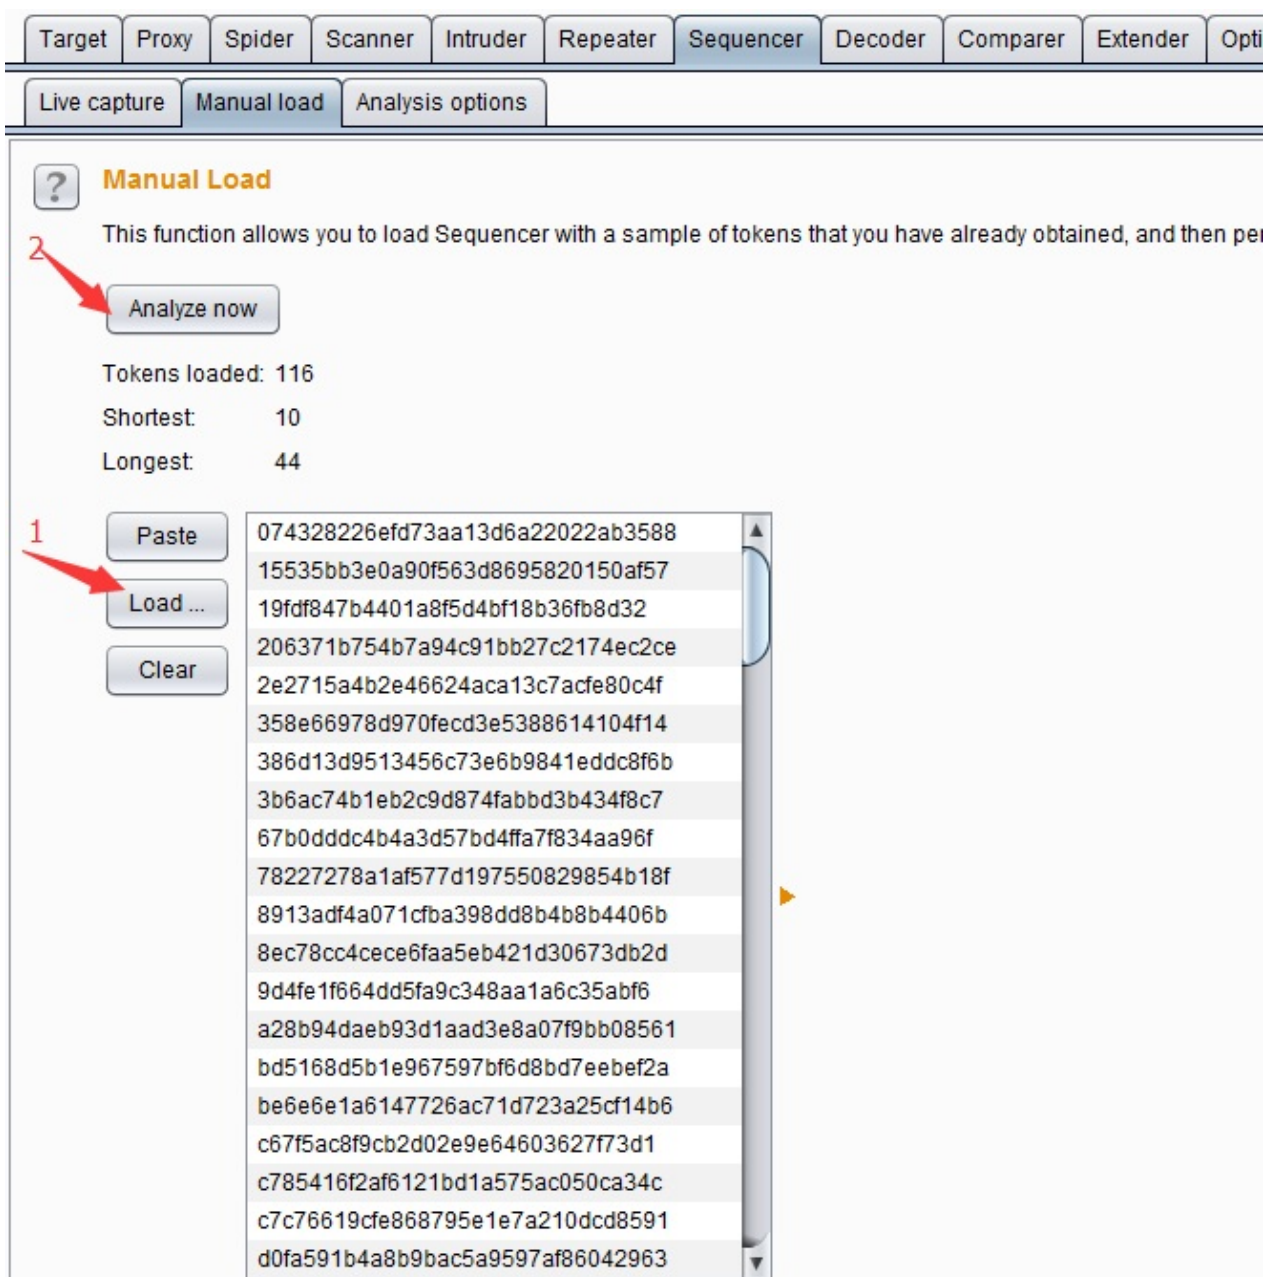 Target Proxy Spider Scanner Intruder Repeater Sequencer Decoder Comparer Extender Opti
Live capture Manual load Analysis options
? Manual Load
This function allows you to load Sequencer with a sample of tokens that you have already obtained, and then per
2
Analyze now
Tokens loaded: 116
Shortest: 10
Longest: 44
1
Paste
Load ...
Clear
074328226efd73aa13d6a22022ab3588
15535bb3e0a90f563d8695820150af57
19fdf847b4401a8f5d4bf18b36fb8d32
206371b754b7a94c91bb27c2174ec2ce
2e2715a4b2e46624aca13c7acfe80c4f
358e66978d970fecd3e5388614104f14
386d13d9513456c73e6b9841eddc8f6b
3b6ac74b1eb2c9d874fabbd3b434f8c7
67b0dddc4b4a3d57bd4ffa7f834aa96f
78227278a1af577d197550829854b18f
8913adf4a071cfba398dd8b4b8b4406b
8ec78cc4cece6faa5eb421d30673db2d
9d4fe1f664dd5fa9c348aa1a6c35abf6
a28b94daeb93d1aad3e8a07f9bb08561
bd5168d5b1e967597bf6d8bd7eebef2a
be6e6e1a6147726ac71d723a25cf14b6
c67f5ac8f9cb2d02e9e64603627f73d1
c785416f2af6121bd1a575ac050ca34c
c7c76619cfe868795e1e7a210dcd8591
d0fa591b4a8b9bac5a9597af86042963